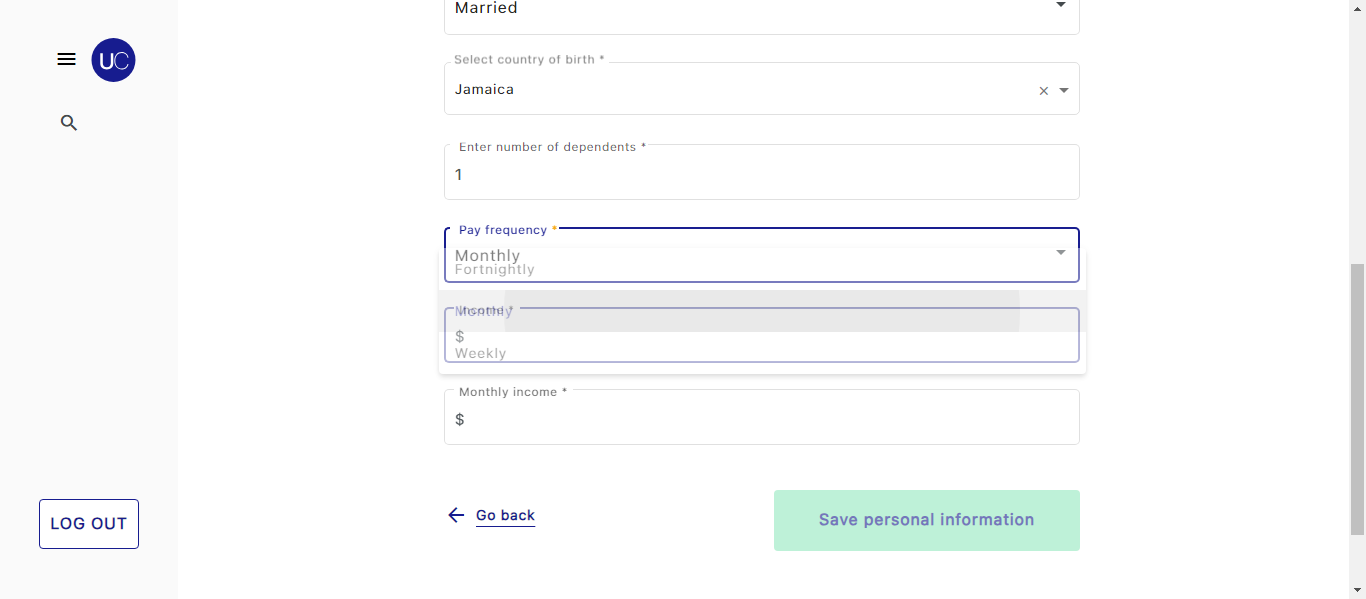 Married
UC
Select country of birth *
Jamaica
Enter number of dependents *
1
Pay frequency *
Monthly
Fortnightly
Income *
Monthly
$
Weekly
Monthly income *
$
LOG OUT
Go back
Save personal information